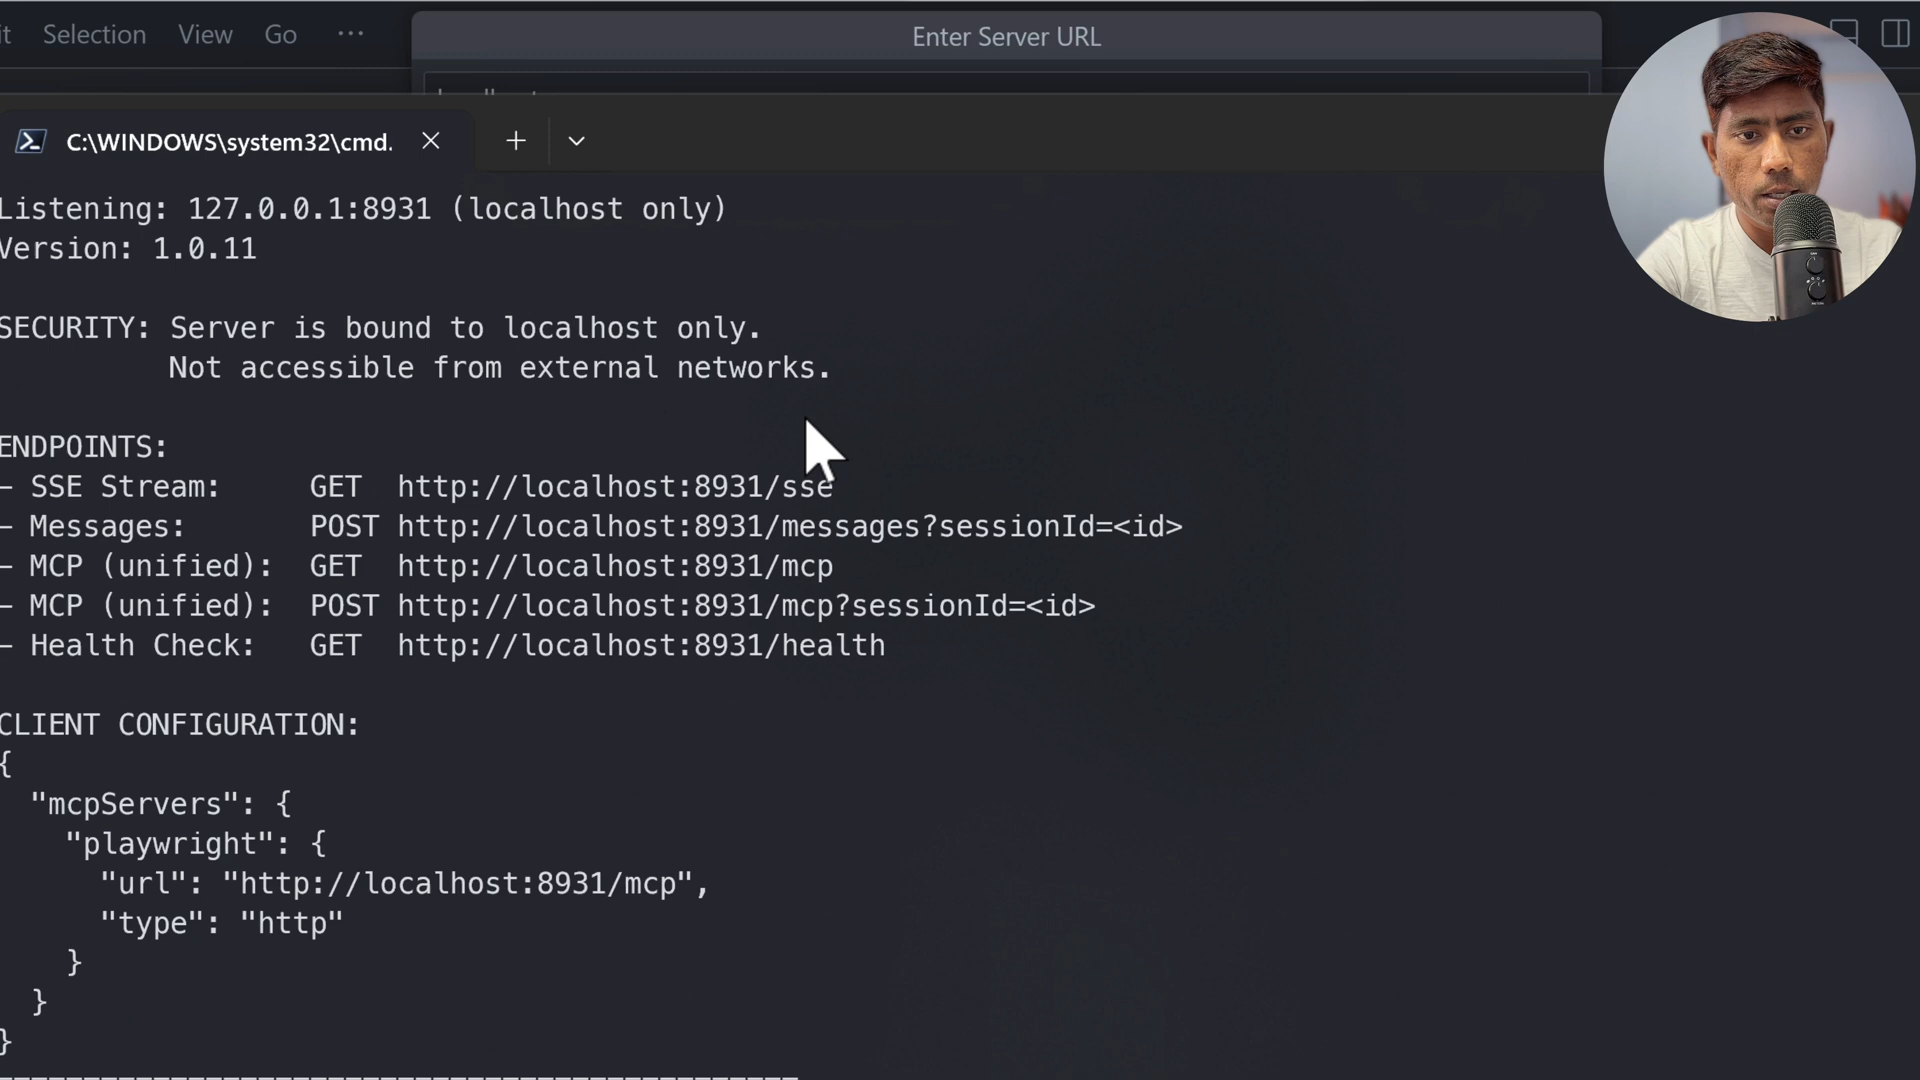 Selection View Go ...
Enter Server URL
C:\WINDOWS\system32\cmd.
Listening: 127.0.0.1:8931 (localhost only)
Version: 1.0.11
SECURITY: Server is bound to localhost only.
Not accessible from external networks.
ENDPOINTS:
- SSE Stream: GET http://localhost:8931/sse
- Messages: POST http://localhost:8931/messages?sessionId=<id>
- MCP (unified): GET http://localhost:8931/mcp
- MCP (unified): POST http://localhost:8931/mcp?sessionId=<id>
- Health Check: GET http://localhost:8931/health
CLIENT CONFIGURATION:
{
"mcpServers": {
"playwright": {
"url": "http://localhost:8931/mcp",
"type": "http"
}
}
}